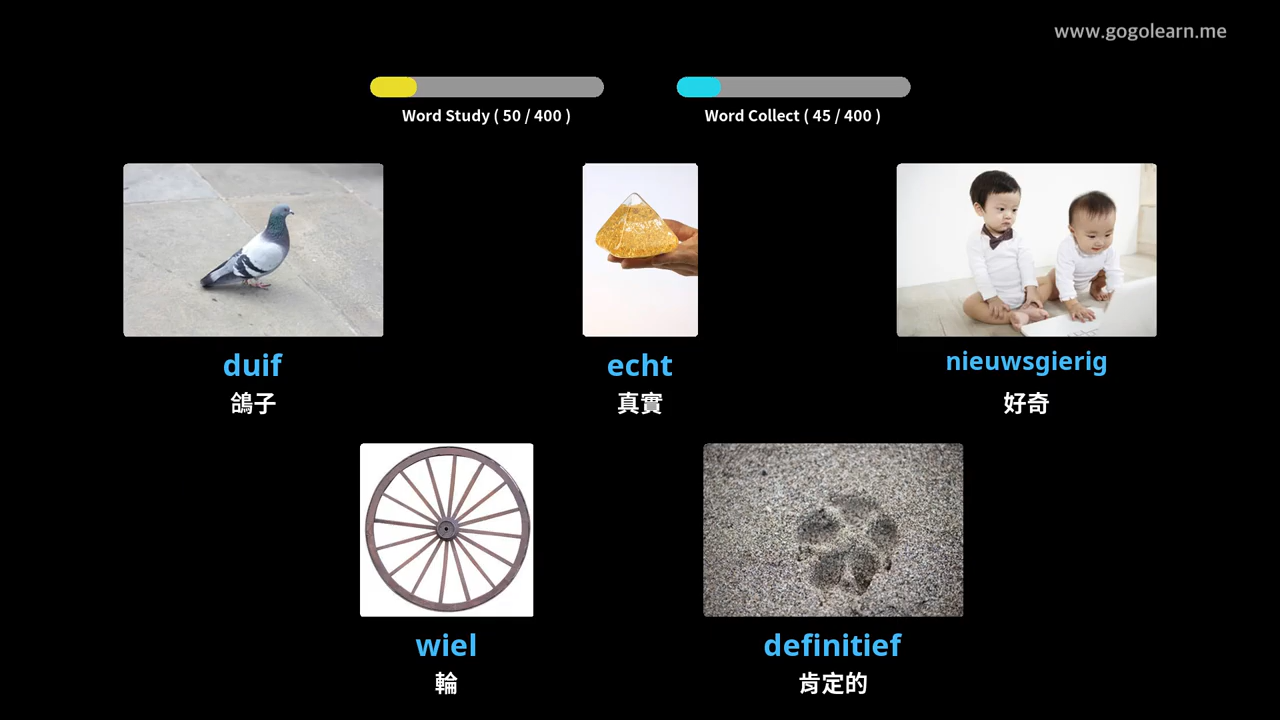 www.gogolearn.me
Word Study ( 50 / 400 )
Word Collect ( 45 / 400 )
duif
echt
nieuwsgierig
鴿子
真實
好奇
wiel
definitief
輪
肯定的